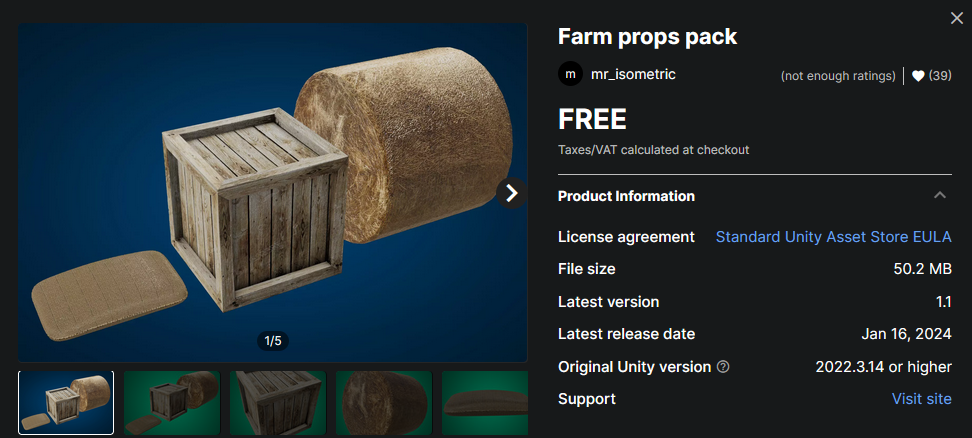 Farm props pack
m mr_isometric (not enough ratings) (39)
FREE
Taxes/VAT calculated at checkout
Product Information
License agreement Standard Unity Asset Store EULA
File size 50.2 MB
Latest version 1.1
Latest release date Jan 16, 2024
Original Unity version 2022.3.14 or higher
Support Visit site
1/5